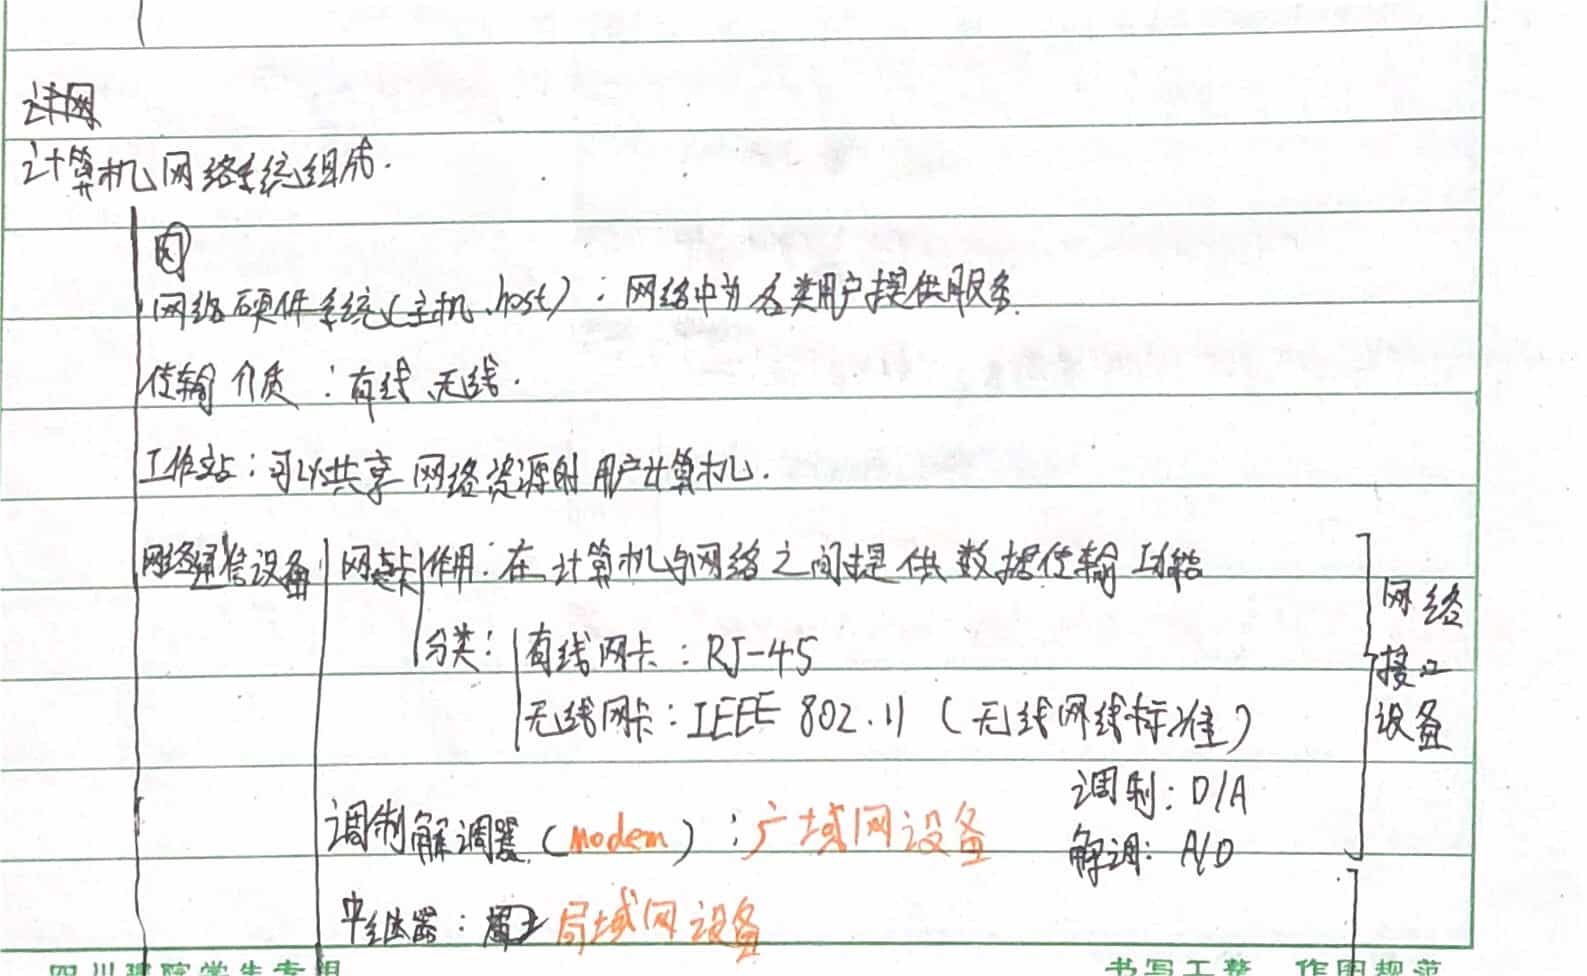 计网
计算机网络系统组成.
网络硬件系统(主机、host)：网络中为各类用户提供服务.
传输介质：有线、无线.
工作站：可以共享网络资源的用户计算机.
网络通信设备 网卡 作用：在计算机与网络之间提供数据传输功能
网络
接口
设备
分类：有线网卡：RJ-45
无线网卡：IEEE 802.11 (无线网线标准)
调制：D/A
调制解调器(modem)：广域网设备
解调：A/D
中继器：局域网设备
书写工整 作图规范